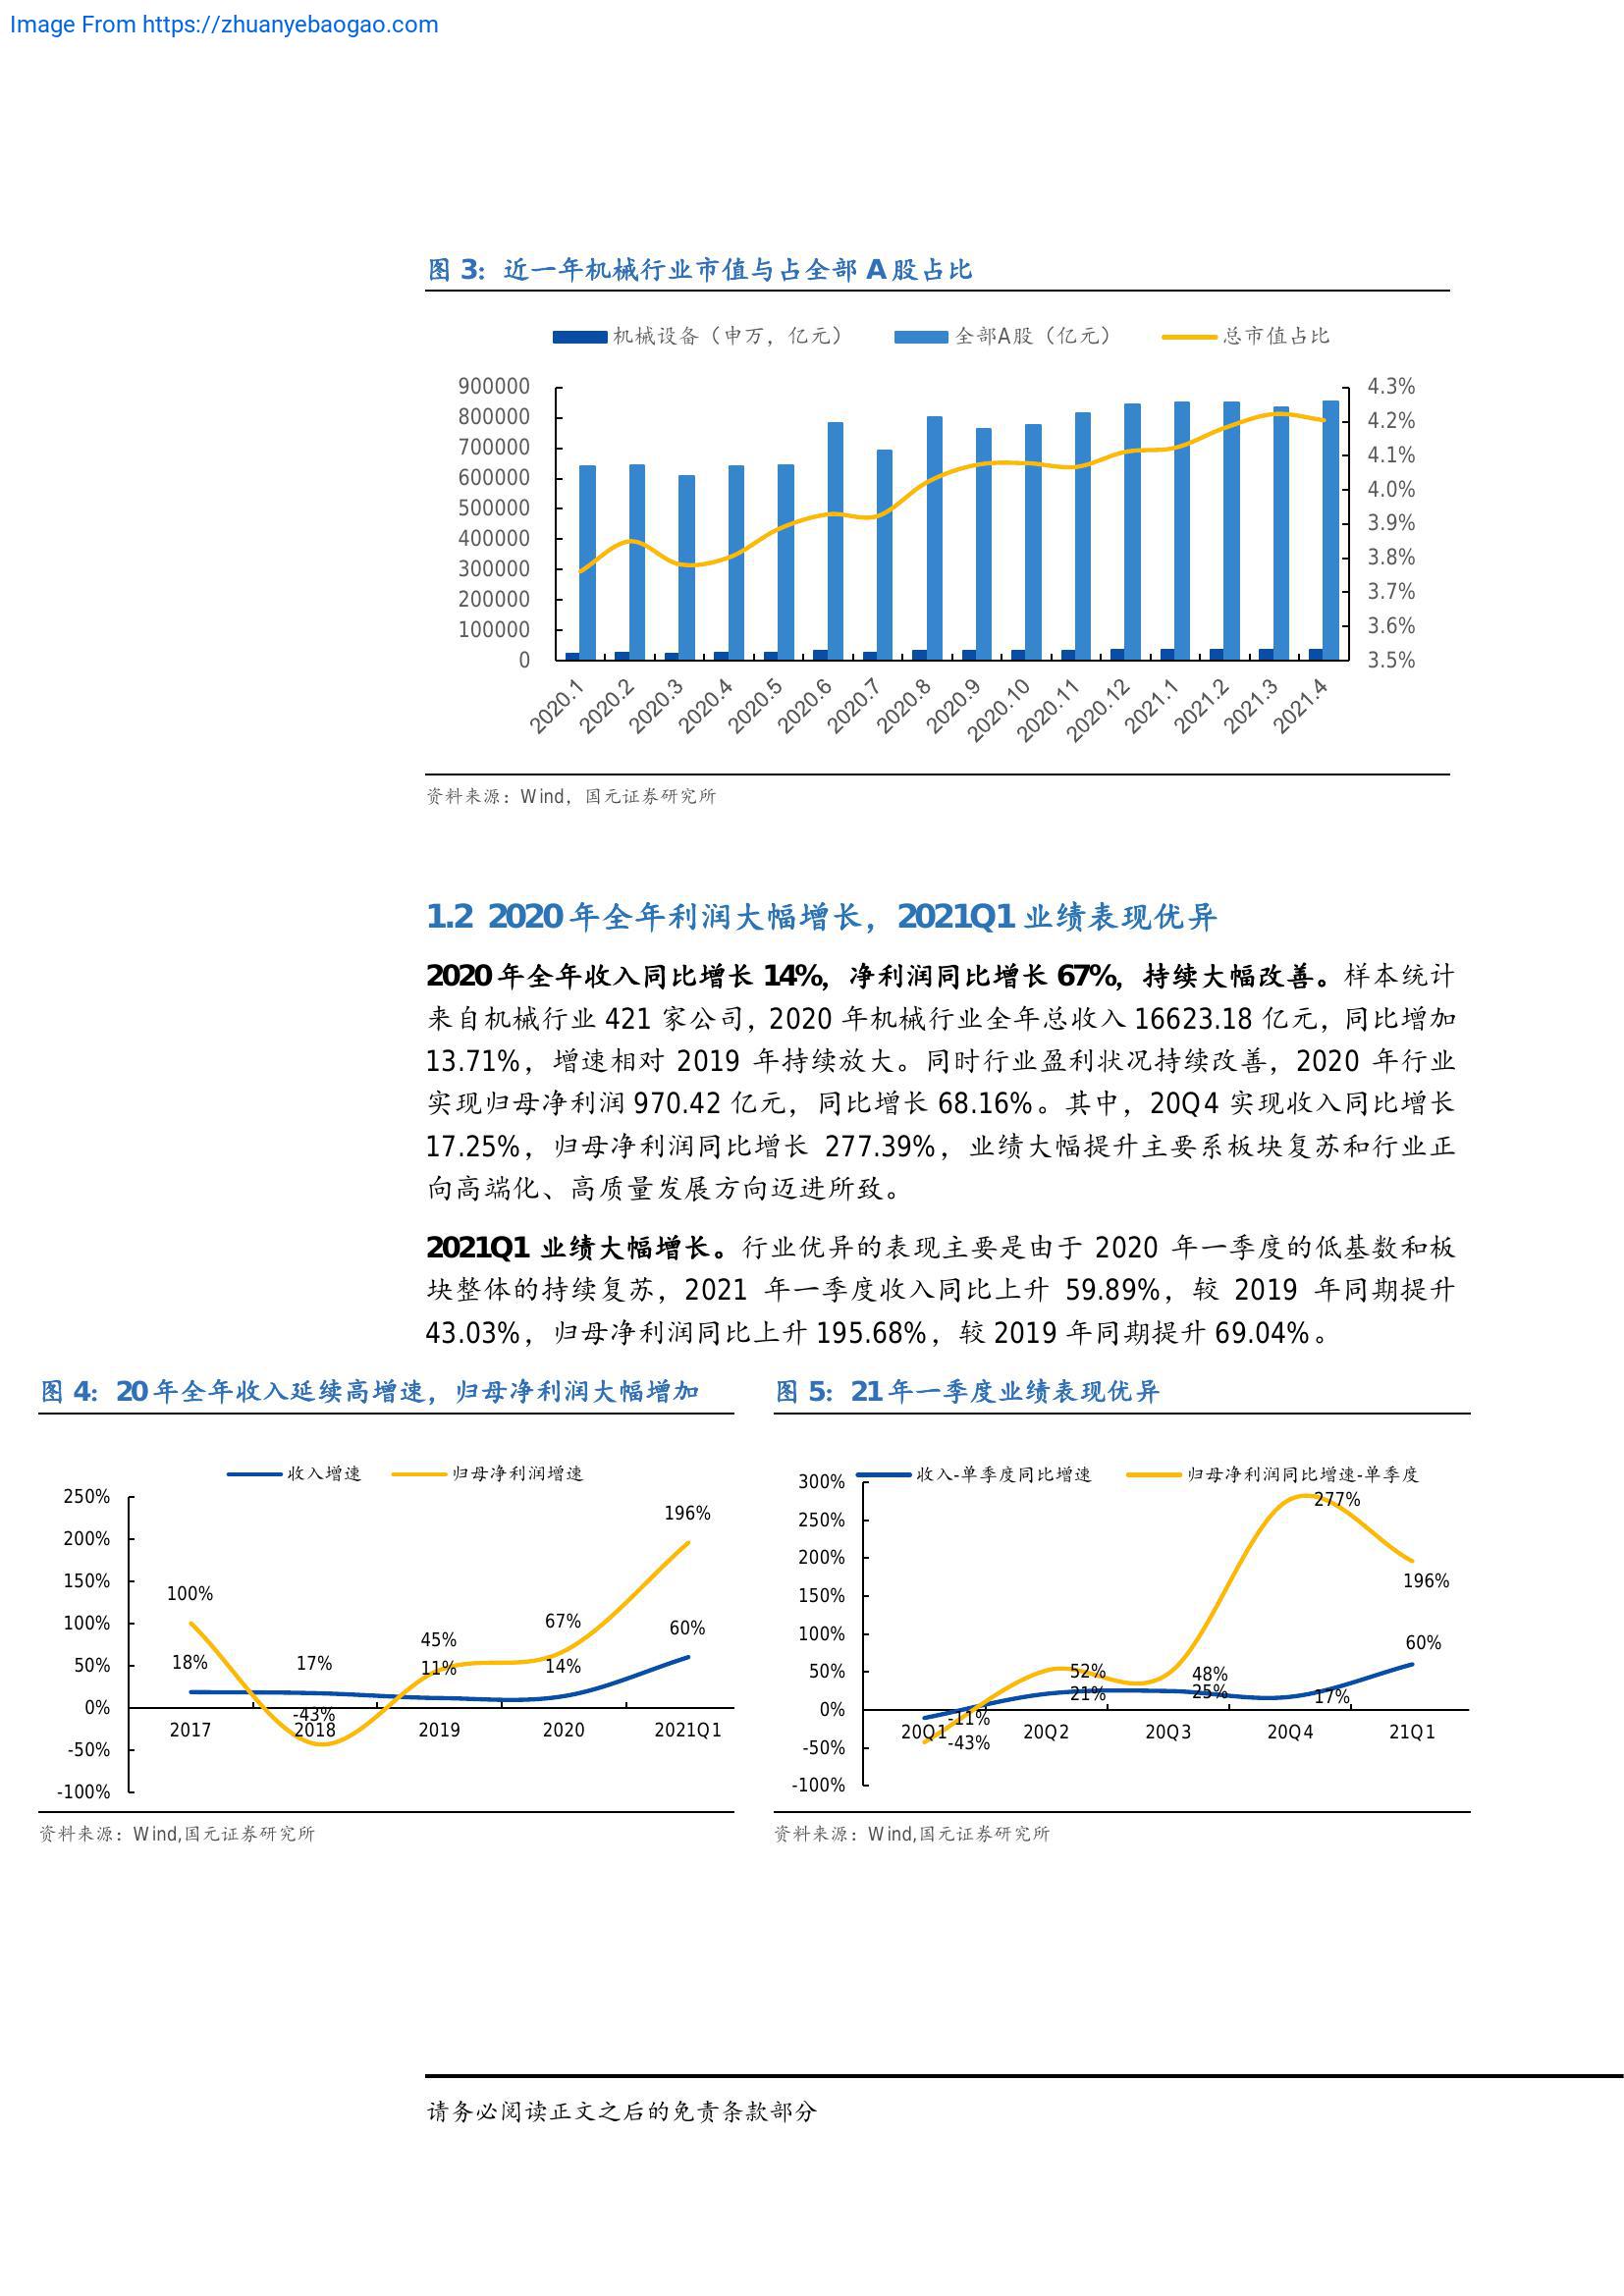 Image From https://zhuanyebaogao.com
图 3：近一年机械行业市值与占全部 A 股占比
机械设备（申万，亿元） 全部A股（亿元） 总市值占比
900000 4.3%
800000 4.2%
700000 4.1%
600000 4.0%
500000 3.9%
400000 3.8%
300000 3.7%
200000 3.6%
100000 3.5%
0
2020.1 2020.2 2020.3 2020.4 2020.5 2020.6 2020.7 2020.8 2020.9 2020.10 2020.11 2020.12 2021.1 2021.2 2021.3 2021.4
资料来源：Wind，国元证券研究所
1.2 2020 年全年利润大幅增长，2021Q1 业绩表现优异
2020 年全年收入同比增长 14%，净利润同比增长 67%，持续大幅改善。样本统计
来自机械行业 421 家公司，2020 年机械行业全年总收入 16623.18 亿元，同比增加
13.71%，增速相对 2019 年持续放大。同时行业盈利状况持续改善，2020 年行业
实现归母净利润 970.42 亿元，同比增长 68.16%。其中，20Q4 实现收入同比增长
17.25%，归母净利润同比增长 277.39%，业绩大幅提升主要系板块复苏和行业正
向高端化、高质量发展方向迈进所致。
2021Q1 业绩大幅增长。行业优异的表现主要是由于 2020 年一季度的低基数和板
块整体的持续复苏，2021 年一季度收入同比上升 59.89%，较 2019 年同期提升
43.03%，归母净利润同比上升 195.68%，较 2019 年同期提升 69.04%。
图 4：20 年全年收入延续高增速，归母净利润大幅增加
收入增速 归母净利润增速
250%
200%
150%
100%
50%
0%
-50%
-100%
100% 45% 67% 196%
18% 17% 11% 14% 60%
-43%
2017 2018 2019 2020 2021Q1
资料来源：Wind,国元证券研究所
图 5：21 年一季度业绩表现优异
收入-单季度同比增速 归母净利润同比增速-单季度
300%
250%
200%
150%
100%
50%
0%
-50%
-100%
277%
196%
52% 48% 60%
21% 25% 17%
-11%
-43%
20Q1 20Q2 20Q3 20Q4 21Q1
资料来源：Wind,国元证券研究所
请务必阅读正文之后的免责条款部分